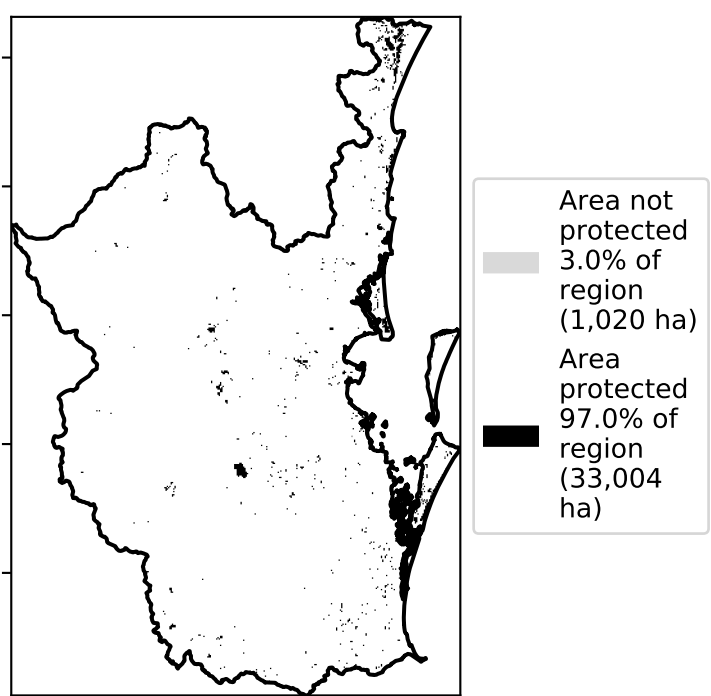 Area not
protected
3.0% of
region
(1,020 ha)
Area
protected
97.0% of
region
(33,004
ha)